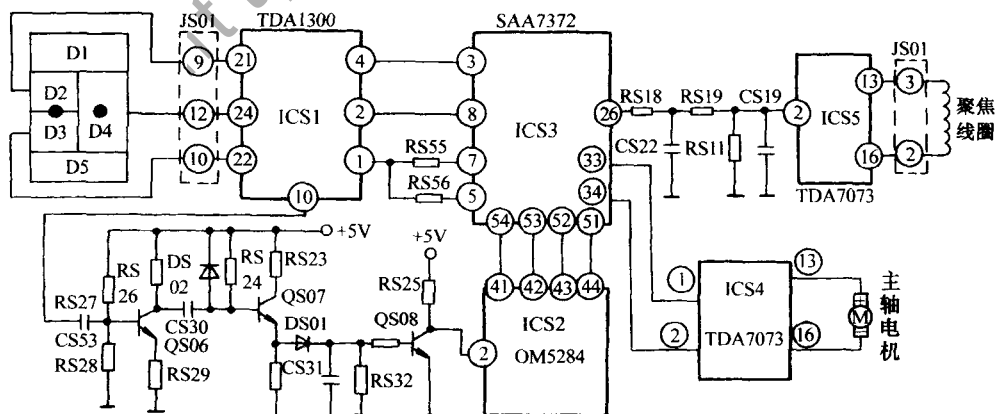 JS01
TDA1300
SAA7372
D1
D2
D3
D4
D5
9
12
10
21
24
22
ICS1
4
2
1
10
RS55
RS56
3
8
7
5
ICS3
26
33
34
54
53
52
51
RS18
RS19
CS19
CS22
RS11
2
ICS5
13
16
TDA7073
JS01
3
2
聚焦
线圈
+5V
+5V
RS27
CS53
RS28
RS
26
DS
02
CS30
QS06
RS29
RS
24
RS23
QS07
DS01
CS31
RS32
RS25
QS08
41
42
43
44
ICS2
2
OM5284
1
2
ICS4
TDA7073
13
16
M
主
轴
电
机